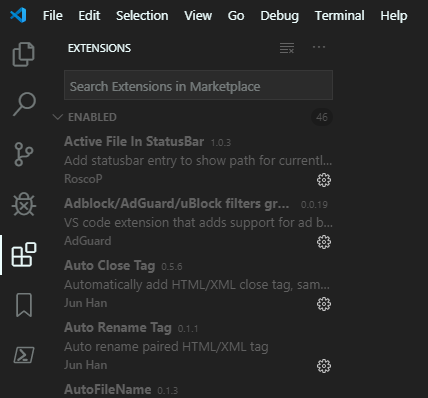 File Edit Selection View Go Debug Terminal Help
EXTENSIONS
Search Extensions in Marketplace
ENABLED 46
Active File In StatusBar 1.0.3
Add statusbar entry to show path for currentl...
RoscoP
Adblock/AdGuard/uBlock filters gr... 0.0.19
VS code extension that adds support for ad b...
AdGuard
Auto Close Tag 0.5.6
Automatically add HTML/XML close tag, sam...
Jun Han
Auto Rename Tag 0.1.1
Auto rename paired HTML/XML tag
Jun Han
AutoFileName 0.1.3